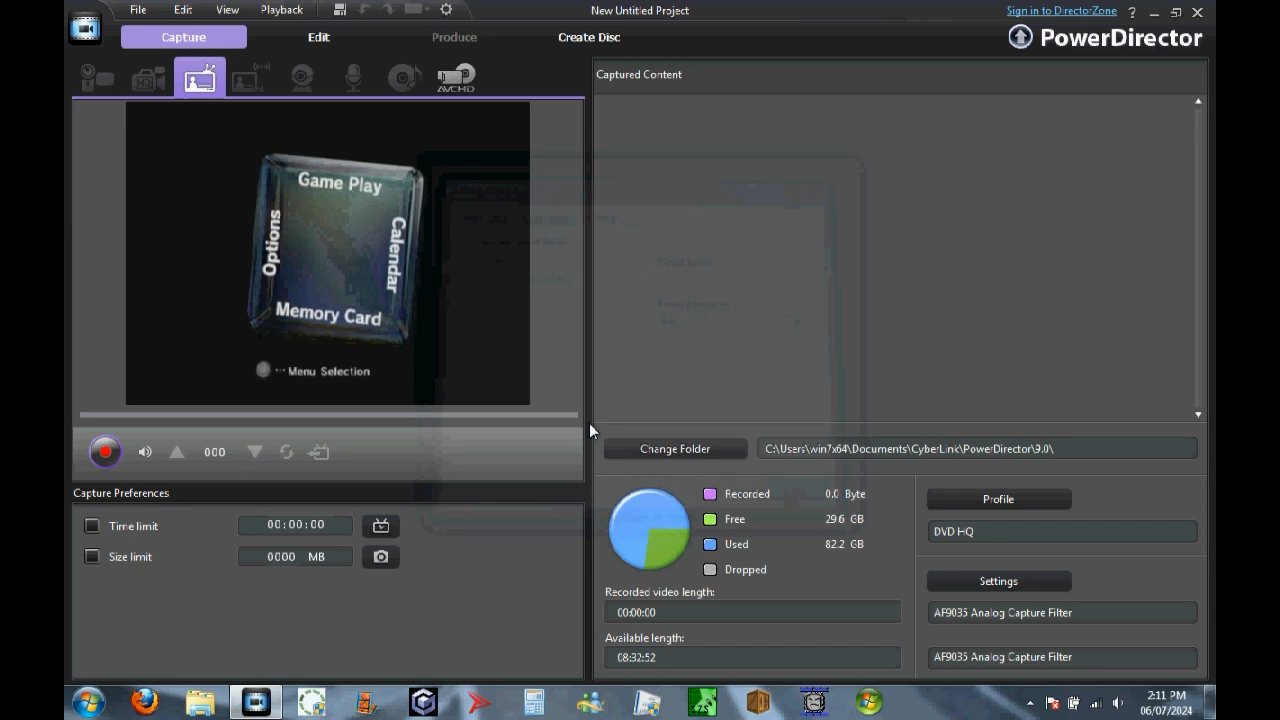 File Edit View Playback
New Untitled Project
Sign in to DirectorZone ?
Capture Edit Produce Create Disc
PowerDirector
AVCHD
Captured Content
Game Play
Options
Calendar
Memory Card
Menu Selection
000
Change Folder C:\Users\win7x64\Documents\CyberLink\PowerDirector\9.0\
Capture Preferences
Time limit 00:00:00
Size limit 0000 MB
Recorded 0.0 Byte
Free 29.6 GB
Used 82.2 GB
Dropped
Recorded video length:
00:00:00
Available length:
08:32:52
Profile
DVD HQ
Settings
AF9035 Analog Capture Filter
AF9035 Analog Capture Filter
2:11 PM
06/07/2024